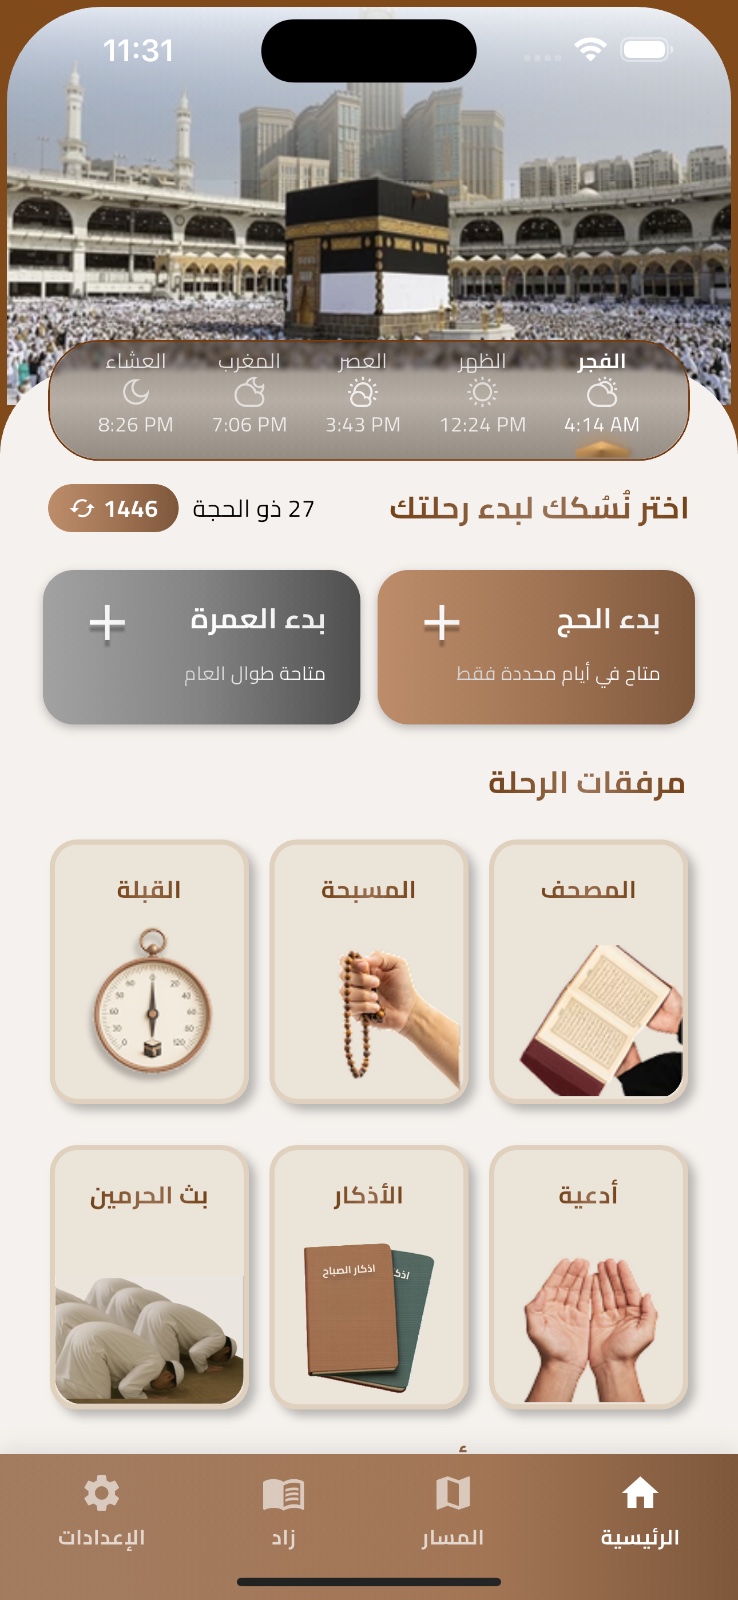 11:31
الفجر الظهر العصر المغرب العشاء
4:14 AM 12:24 PM 3:43 PM 7:06 PM 8:26 PM
اختر نُسُكك لبدء رحلتك
27 ذو الحجة 1446
بدء الحج
متاح في أيام محددة فقط
بدء العمرة
متاحة طوال العام
مرفقات الرحلة
المصحف
المسبحة
القبلة
أدعية
الأذكار
اذكار الصباح
بث الحرمين
الرئيسية المسار زاد الإعدادات